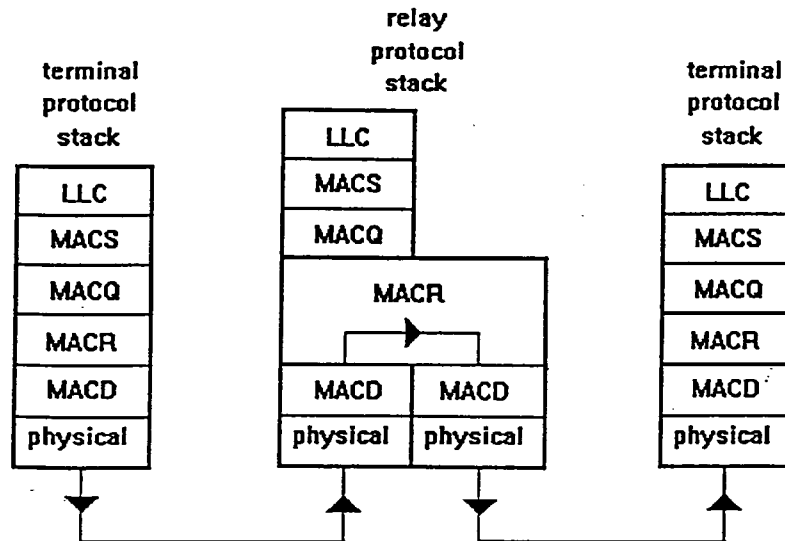 terminal
protocol
stack
LLC
MACS
MACQ
MACR
MACD
physical
relay
protocol
stack
LLC
MACS
MACQ
MACR
MACD
MACD
physical
physical
terminal
protocol
stack
LLC
MACS
MACQ
MACR
MACD
physical